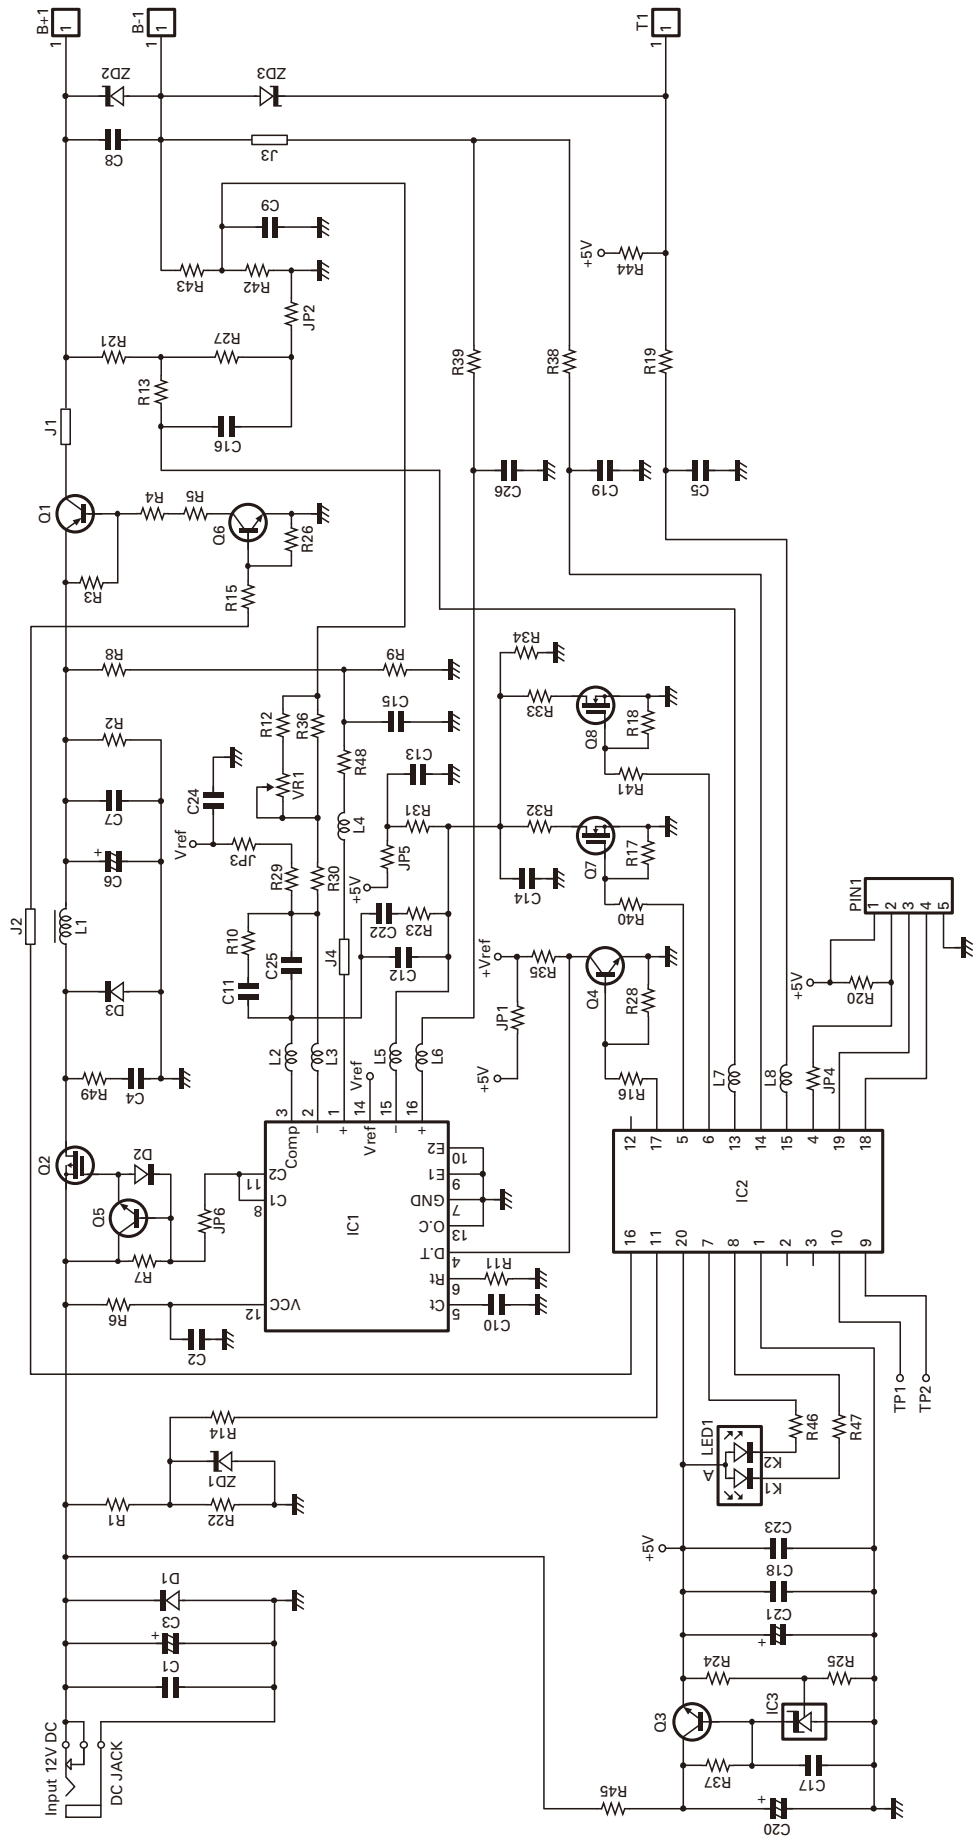 B+1
1
1
B-1
1
1
T1
1
1
ZD2
ZD3
C8
J3
C9
R43
R42
JP2
+5V
R44
R21
R27
R13
C16
R39
R38
R19
J1
Q1
R4
R5
Q6
R26
C26
C19
C5
R3
R15
R8
R9
R34
R2
R12
R36
C15
R33
Q8
R18
C24
VR1
R48
C13
R41
C7
Vref
JP3
L4
JP5
R31
R32
Q7
R17
C6
+
R29
R30
+5V
C14
R40
PIN1
1
2
3
4
5
J2
L1
R10
C25
C22
R23
J4
C12
+Vref
R35
Q4
R28
D3
C11
+5V
R20
JP1
R49
C4
L2
L3
L5
L6
+5V
R16
L7
L8
JP4
3
2
1
14
15
16
Vref
Comp
−
+
Vref
−
+
12
17
5
6
13
14
15
4
19
18
Q2
D2
Q5
R7
JP6
C2
11
C1
8
IC1
E2
10
E1
9
GND
7
O.C
13
D.T
4
Rt
6
Ct
5
VCC
12
R11
C10
IC2
16
11
20
7
8
1
2
3
10
9
R6
C2
TP1
TP2
R14
ZD1
R1
R22
LED1
A
K2
K1
R46
R47
+5V
C23
C18
C21
+
D1
C3
+
C1
Input 12V DC
DC JACK
R24
R25
Q3
IC3
R37
C17
R45
C20
+